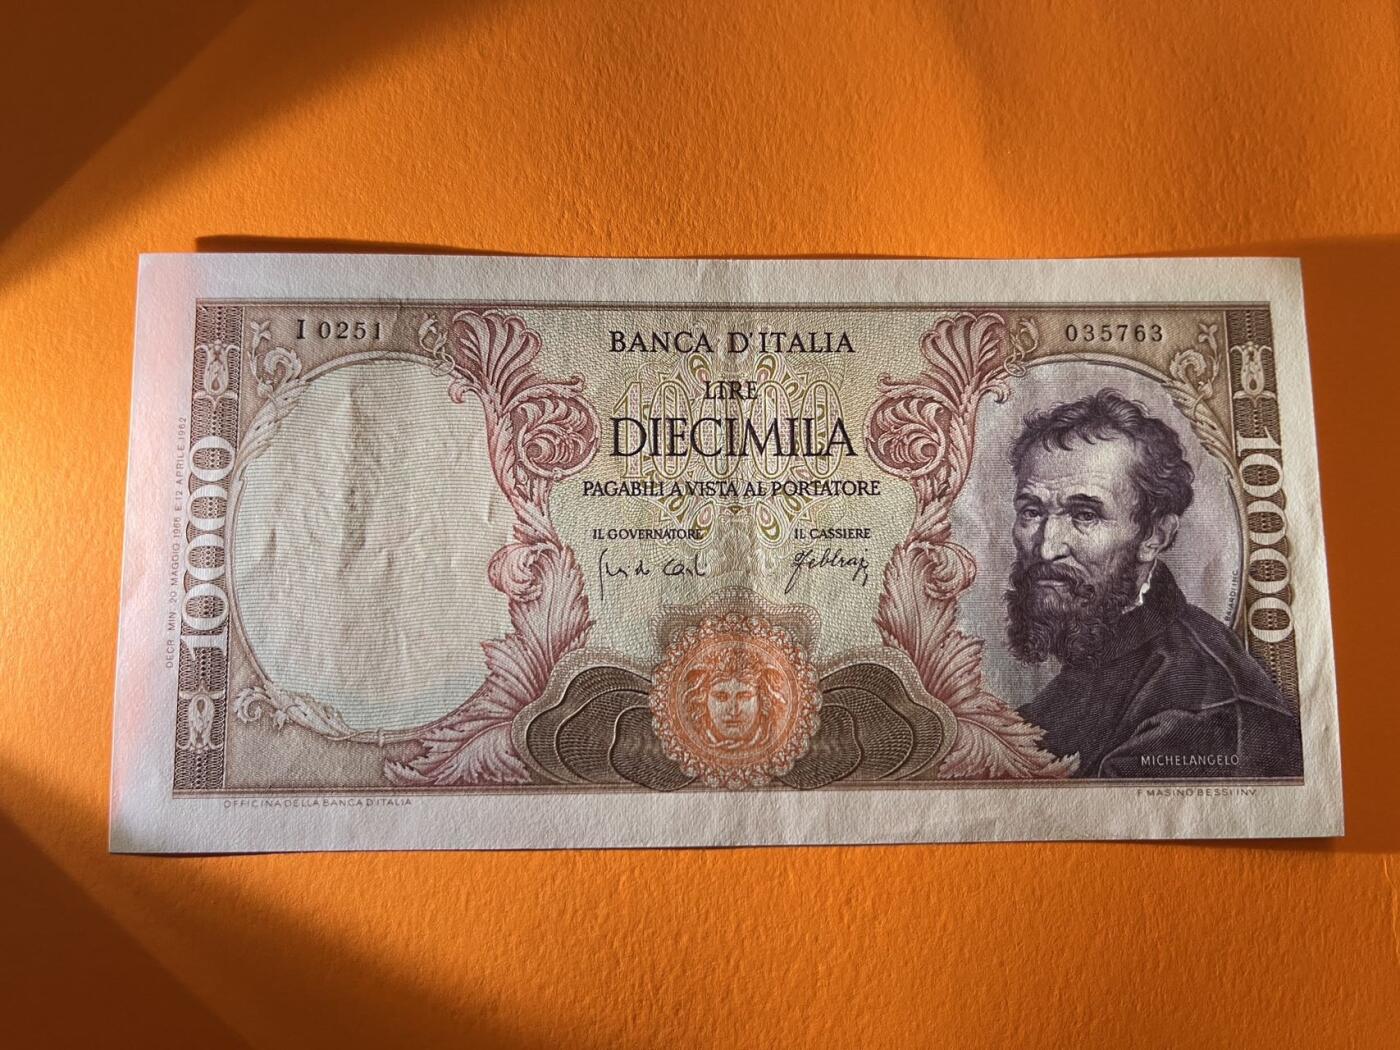 I 0251
035763
BANCA D'ITALIA
LIRE
10000
DIECIMILA
PAGABILI A VISTA AL PORTATORE
IL GOVERNATORE
IL CASSIERE
10000
10000
DECR. MIN. 20 MAGGIO 1966 E 12 APRILE 1962
MICHELANGELO
OFFICINA DELLA BANCA D'ITALIA
F. MASINO BESSI INV.